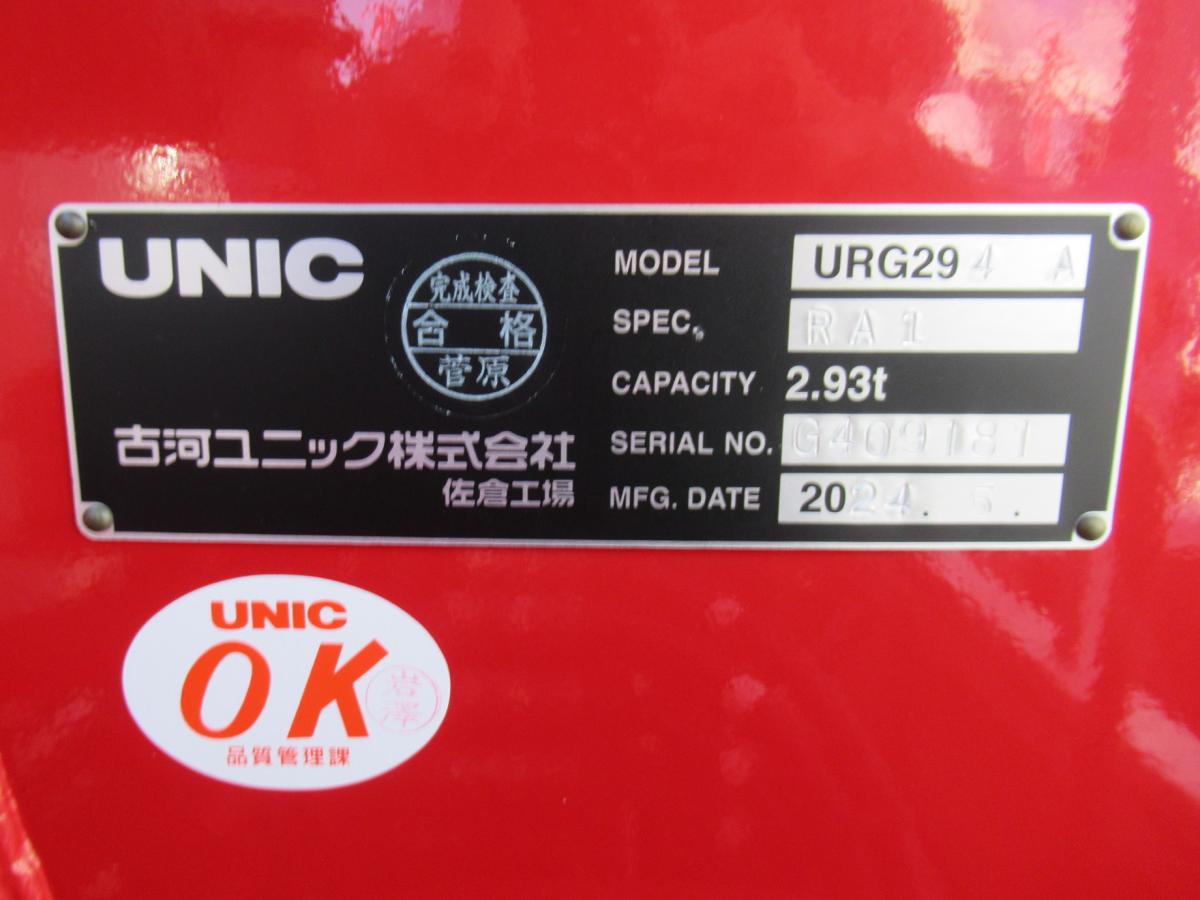 UNIC
完成検査
合格
菅原
古河ユニック株式会社
佐倉工場
MODEL URG294 A
SPEC. RA1
CAPACITY 2.93t
SERIAL NO. G409181
MFG. DATE 2024. 5.
UNIC
OK
岩澤
品質管理課